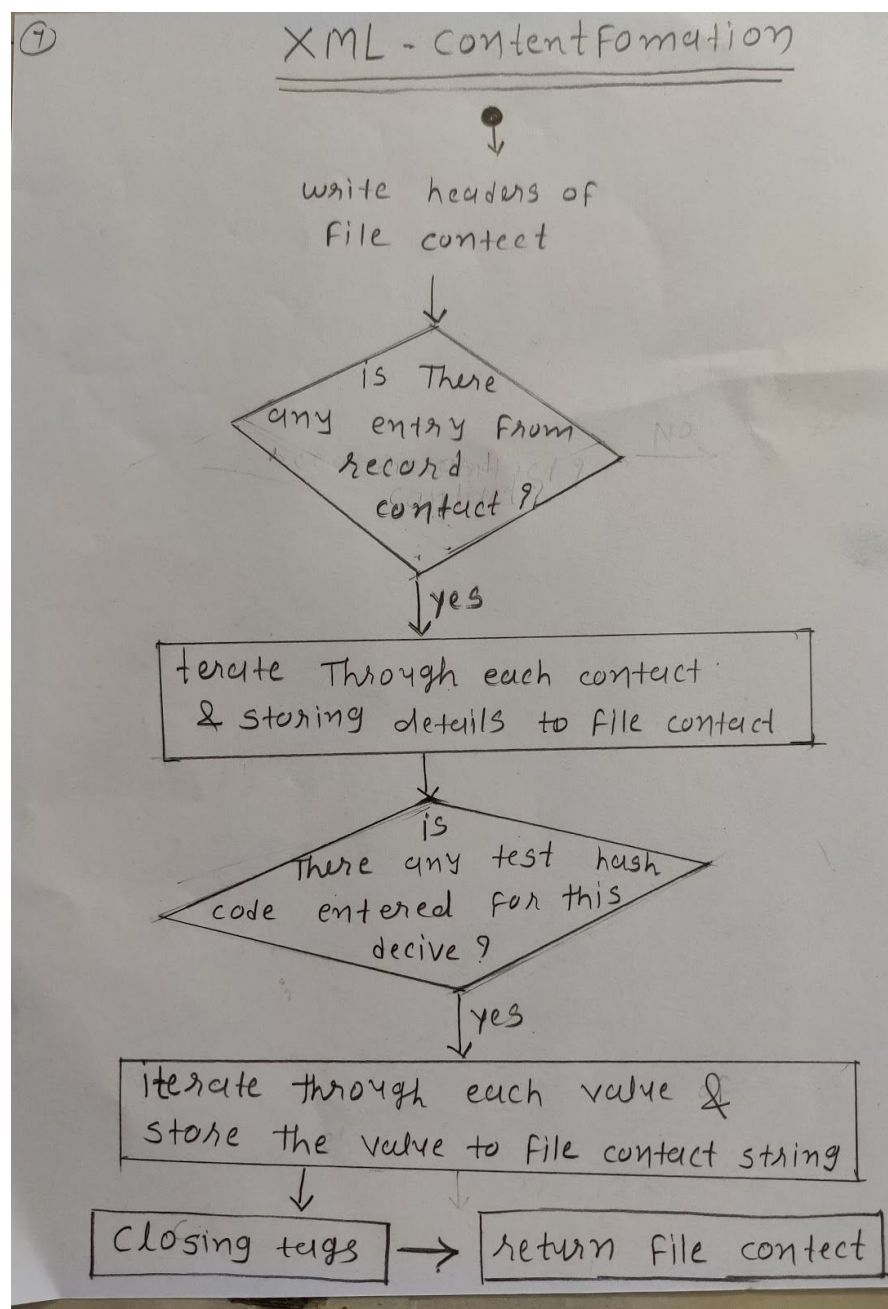 1
XML - Contentfomation
write headers of
file contect
is There
any entry from
record
contact ?
NO
yes
terate Through each contact
& storing details to file contact
is
There any test hash
code entered for this
decive ?
yes
iterate through each value &
store the value to file contact string
Closing tags
return file contect